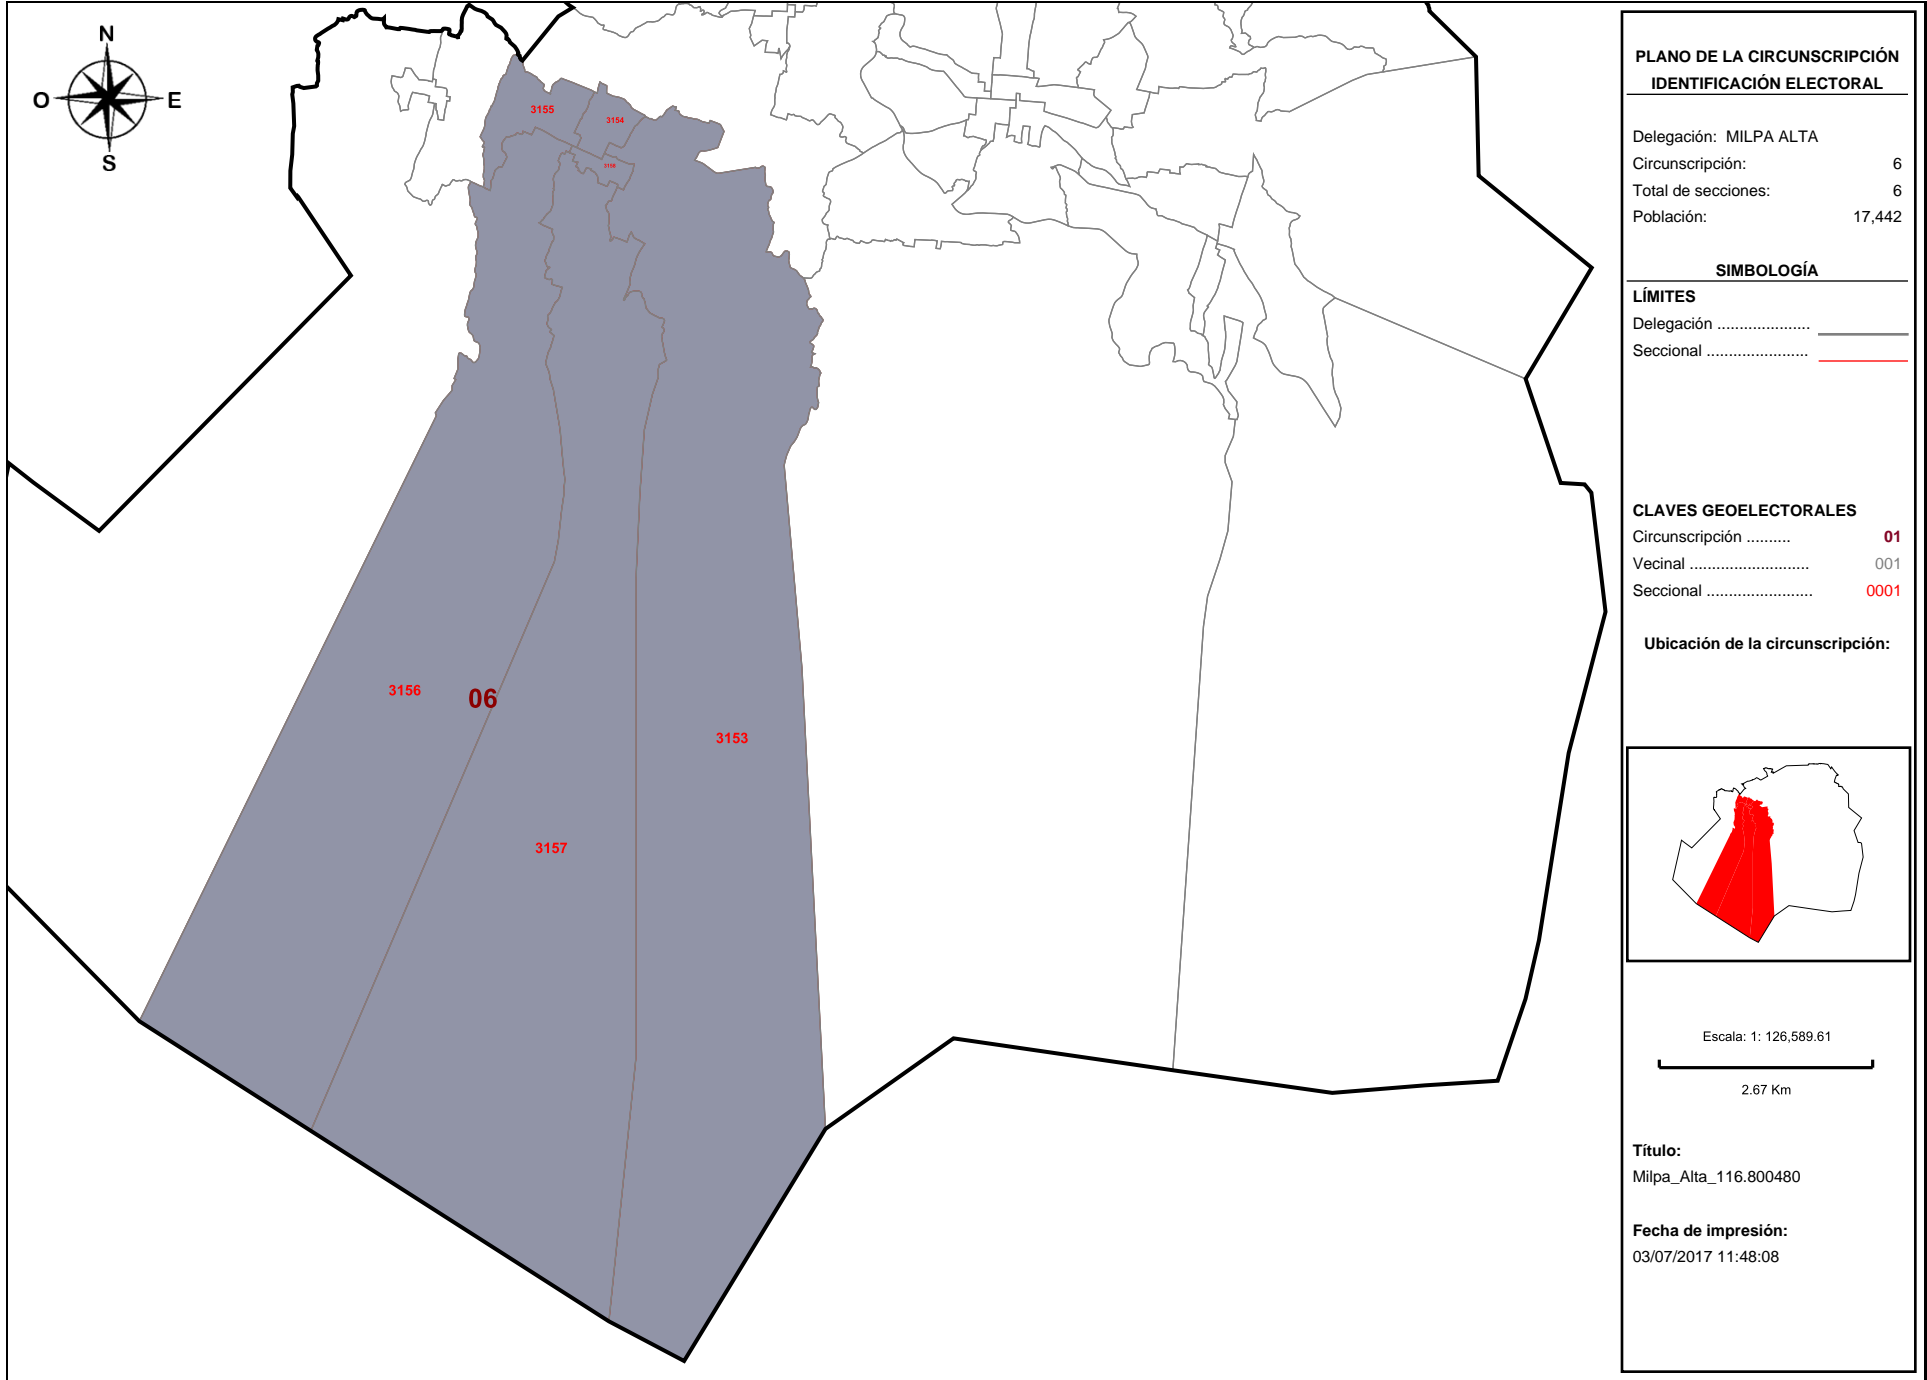 N
O
E
S
3155
3154
3156
06
3153
3157
PLANO DE LA CIRCUNSCRIPCIÓN
IDENTIFICACIÓN ELECTORAL
Delegación: MILPA ALTA
Circunscripción: 6
Total de secciones: 6
Población: 17,442
SIMBOLOGÍA
LÍMITES
Delegación .....................
Seccional .......................
CLAVES GEOELECTORALES
Circunscripción .......... 01
Vecinal ........................... 001
Seccional ........................ 0001
Ubicación de la circunscripción:
Escala: 1: 126,589.61
2.67 Km
Título:
Milpa_Alta_116.800480
Fecha de impresión:
03/07/2017 11:48:08